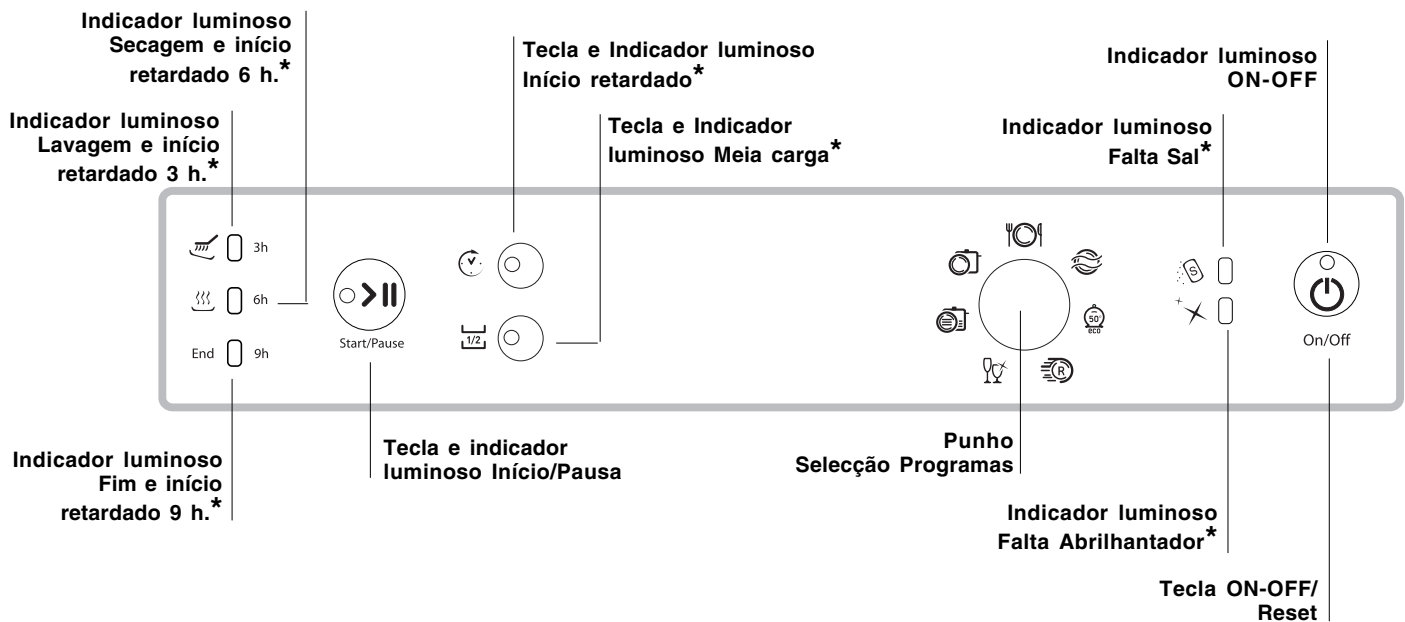 Indicador luminoso
Secagem e início
retardado 6 h.*
Tecla e Indicador luminoso
Início retardado*
Indicador luminoso
ON-OFF
Indicador luminoso
Lavagem e início
retardado 3 h.*
Tecla e Indicador
luminoso Meia carga*
Indicador luminoso
Falta Sal*
3h
6h
End 9h
Start/Pause
1/2
50°
eco
R
S
On/Off
Indicador luminoso
Fim e início
retardado 9 h.*
Tecla e indicador
luminoso Início/Pausa
Punho
Selecção Programas
Indicador luminoso
Falta Abrilhantador*
Tecla ON-OFF/
Reset